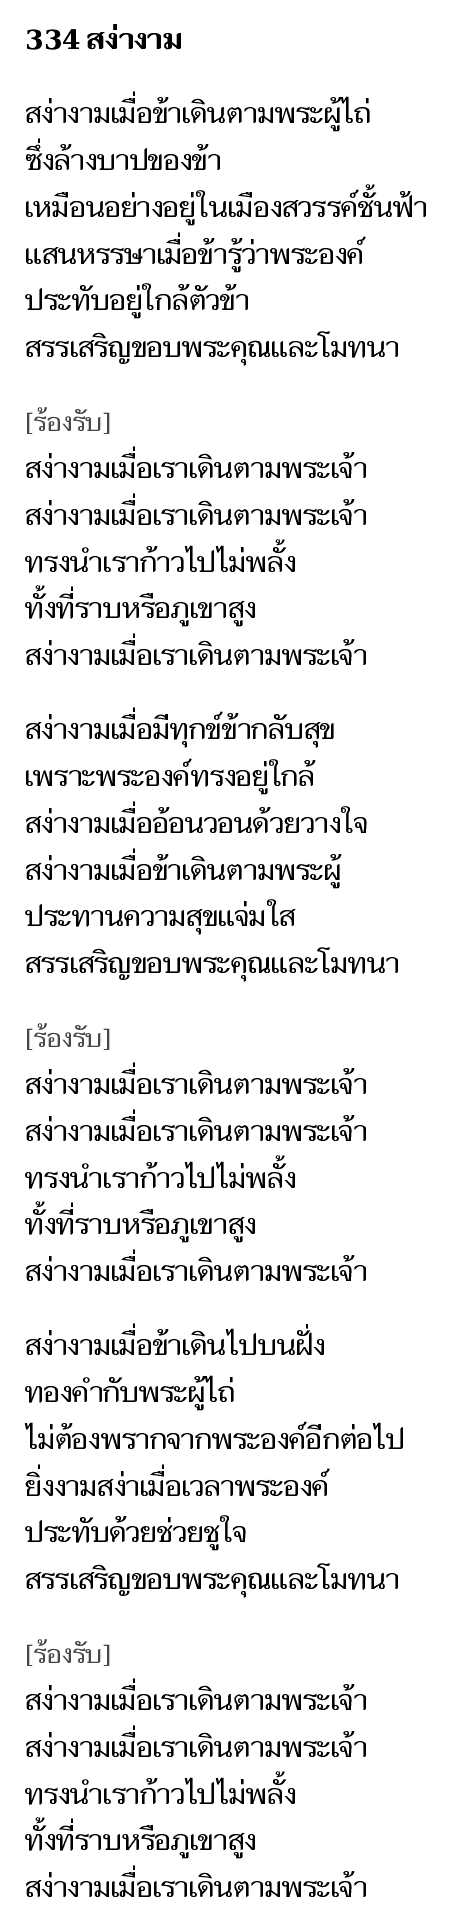 334 สง่างาม
สง่างามเมื่อข้าเดินตามพระผู้ไถ่
ซึ่งล้างบาปของข้า
เหมือนอย่างอยู่ในเมืองสวรรค์ชั้นฟ้า
แสนหรรษาเมื่อข้ารู้ว่าพระองค์
ประทับอยู่ใกล้ตัวข้า
สรรเสริญขอบพระคุณและโมทนา
[ร้องรับ]
สง่างามเมื่อเราเดินตามพระเจ้า
สง่างามเมื่อเราเดินตามพระเจ้า
ทรงนำเราก้าวไปไม่พลั้ง
ทั้งที่ราบหรือภูเขาสูง
สง่างามเมื่อเราเดินตามพระเจ้า
สง่างามเมื่อมีทุกข์ข้ากลับสุข
เพราะพระองค์ทรงอยู่ใกล้
สง่างามเมื่ออ้อนวอนด้วยวางใจ
สง่างามเมื่อข้าเดินตามพระผู้
ประทานความสุขแจ่มใส
สรรเสริญขอบพระคุณและโมทนา
[ร้องรับ]
สง่างามเมื่อเราเดินตามพระเจ้า
สง่างามเมื่อเราเดินตามพระเจ้า
ทรงนำเราก้าวไปไม่พลั้ง
ทั้งที่ราบหรือภูเขาสูง
สง่างามเมื่อเราเดินตามพระเจ้า
สง่างามเมื่อข้าเดินไปบนฝั่ง
ทองคำกับพระผู้ไถ่
ไม่ต้องพรากจากพระองค์อีกต่อไป
ยิ่งงามสง่าเมื่อเวลาพระองค์
ประทับด้วยช่วยชูใจ
สรรเสริญขอบพระคุณและโมทนา
[ร้องรับ]
สง่างามเมื่อเราเดินตามพระเจ้า
สง่างามเมื่อเราเดินตามพระเจ้า
ทรงนำเราก้าวไปไม่พลั้ง
ทั้งที่ราบหรือภูเขาสูง
สง่างามเมื่อเราเดินตามพระเจ้า